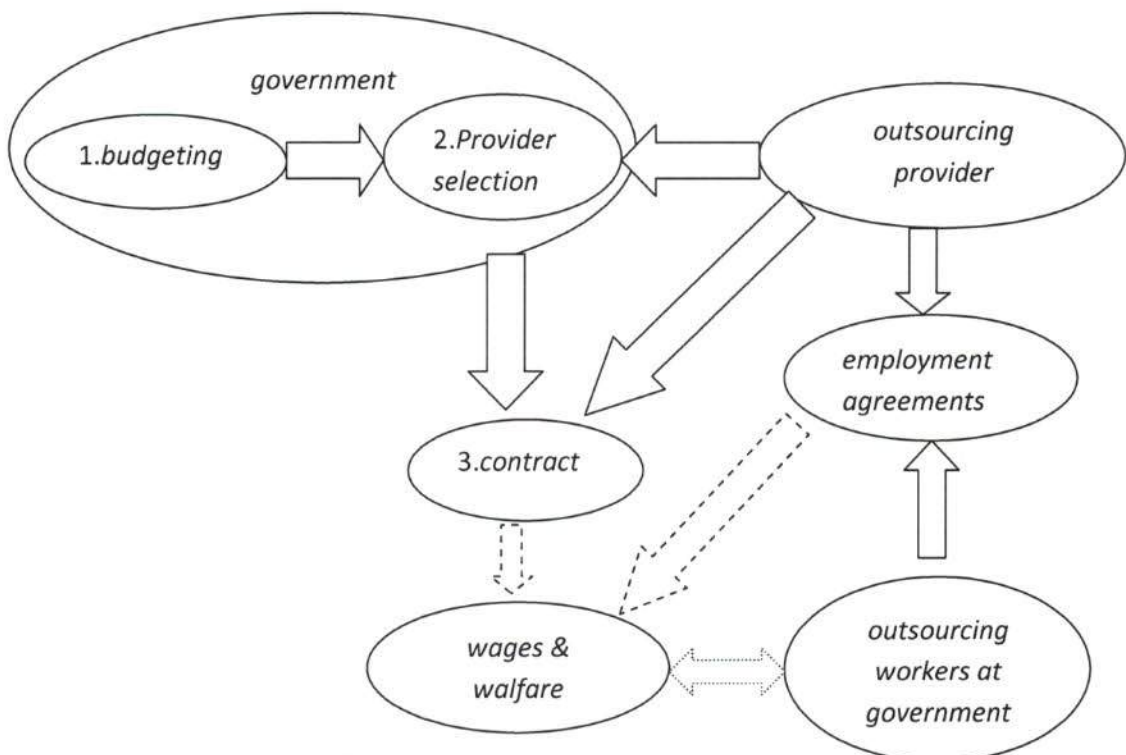 government
1.budgeting
2.Provider
selection
outsourcing
provider
employment
agreements
3.contract
wages &
walfare
outsourcing
workers at
government